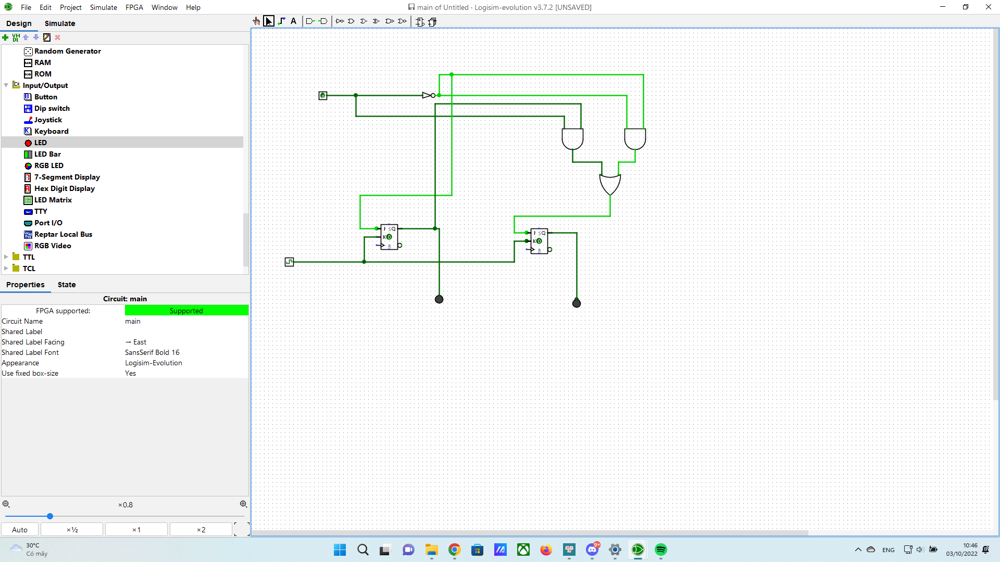 main of Untitled · Logisim-evolution v3.7.2 [UNSAVED]
File Edit Project Simulate FPGA Window Help
Design Simulate
A
VH
DL
Random Generator
RAM
ROM
Input/Output
Button
Dip switch
Joystick
Keyboard
LED
LED Bar
RGB LED
7-Segment Display
Hex Digit Display
LED Matrix
TTY
Port I/O
Reptar Local Bus
RGB Video
TTL
TCL
0
J S Q
K 0
R
J S Q
K 0
R
Properties State
Circuit: main
FPGA supported: Supported
Circuit Name main
Shared Label
Shared Label Facing → East
Shared Label Font SansSerif Bold 16
Appearance Logisim-Evolution
Use fixed box-size Yes
×0.8
Auto ×½ ×1 ×2
30°C
Có mây
9+
ENG
10:46
03/10/2022